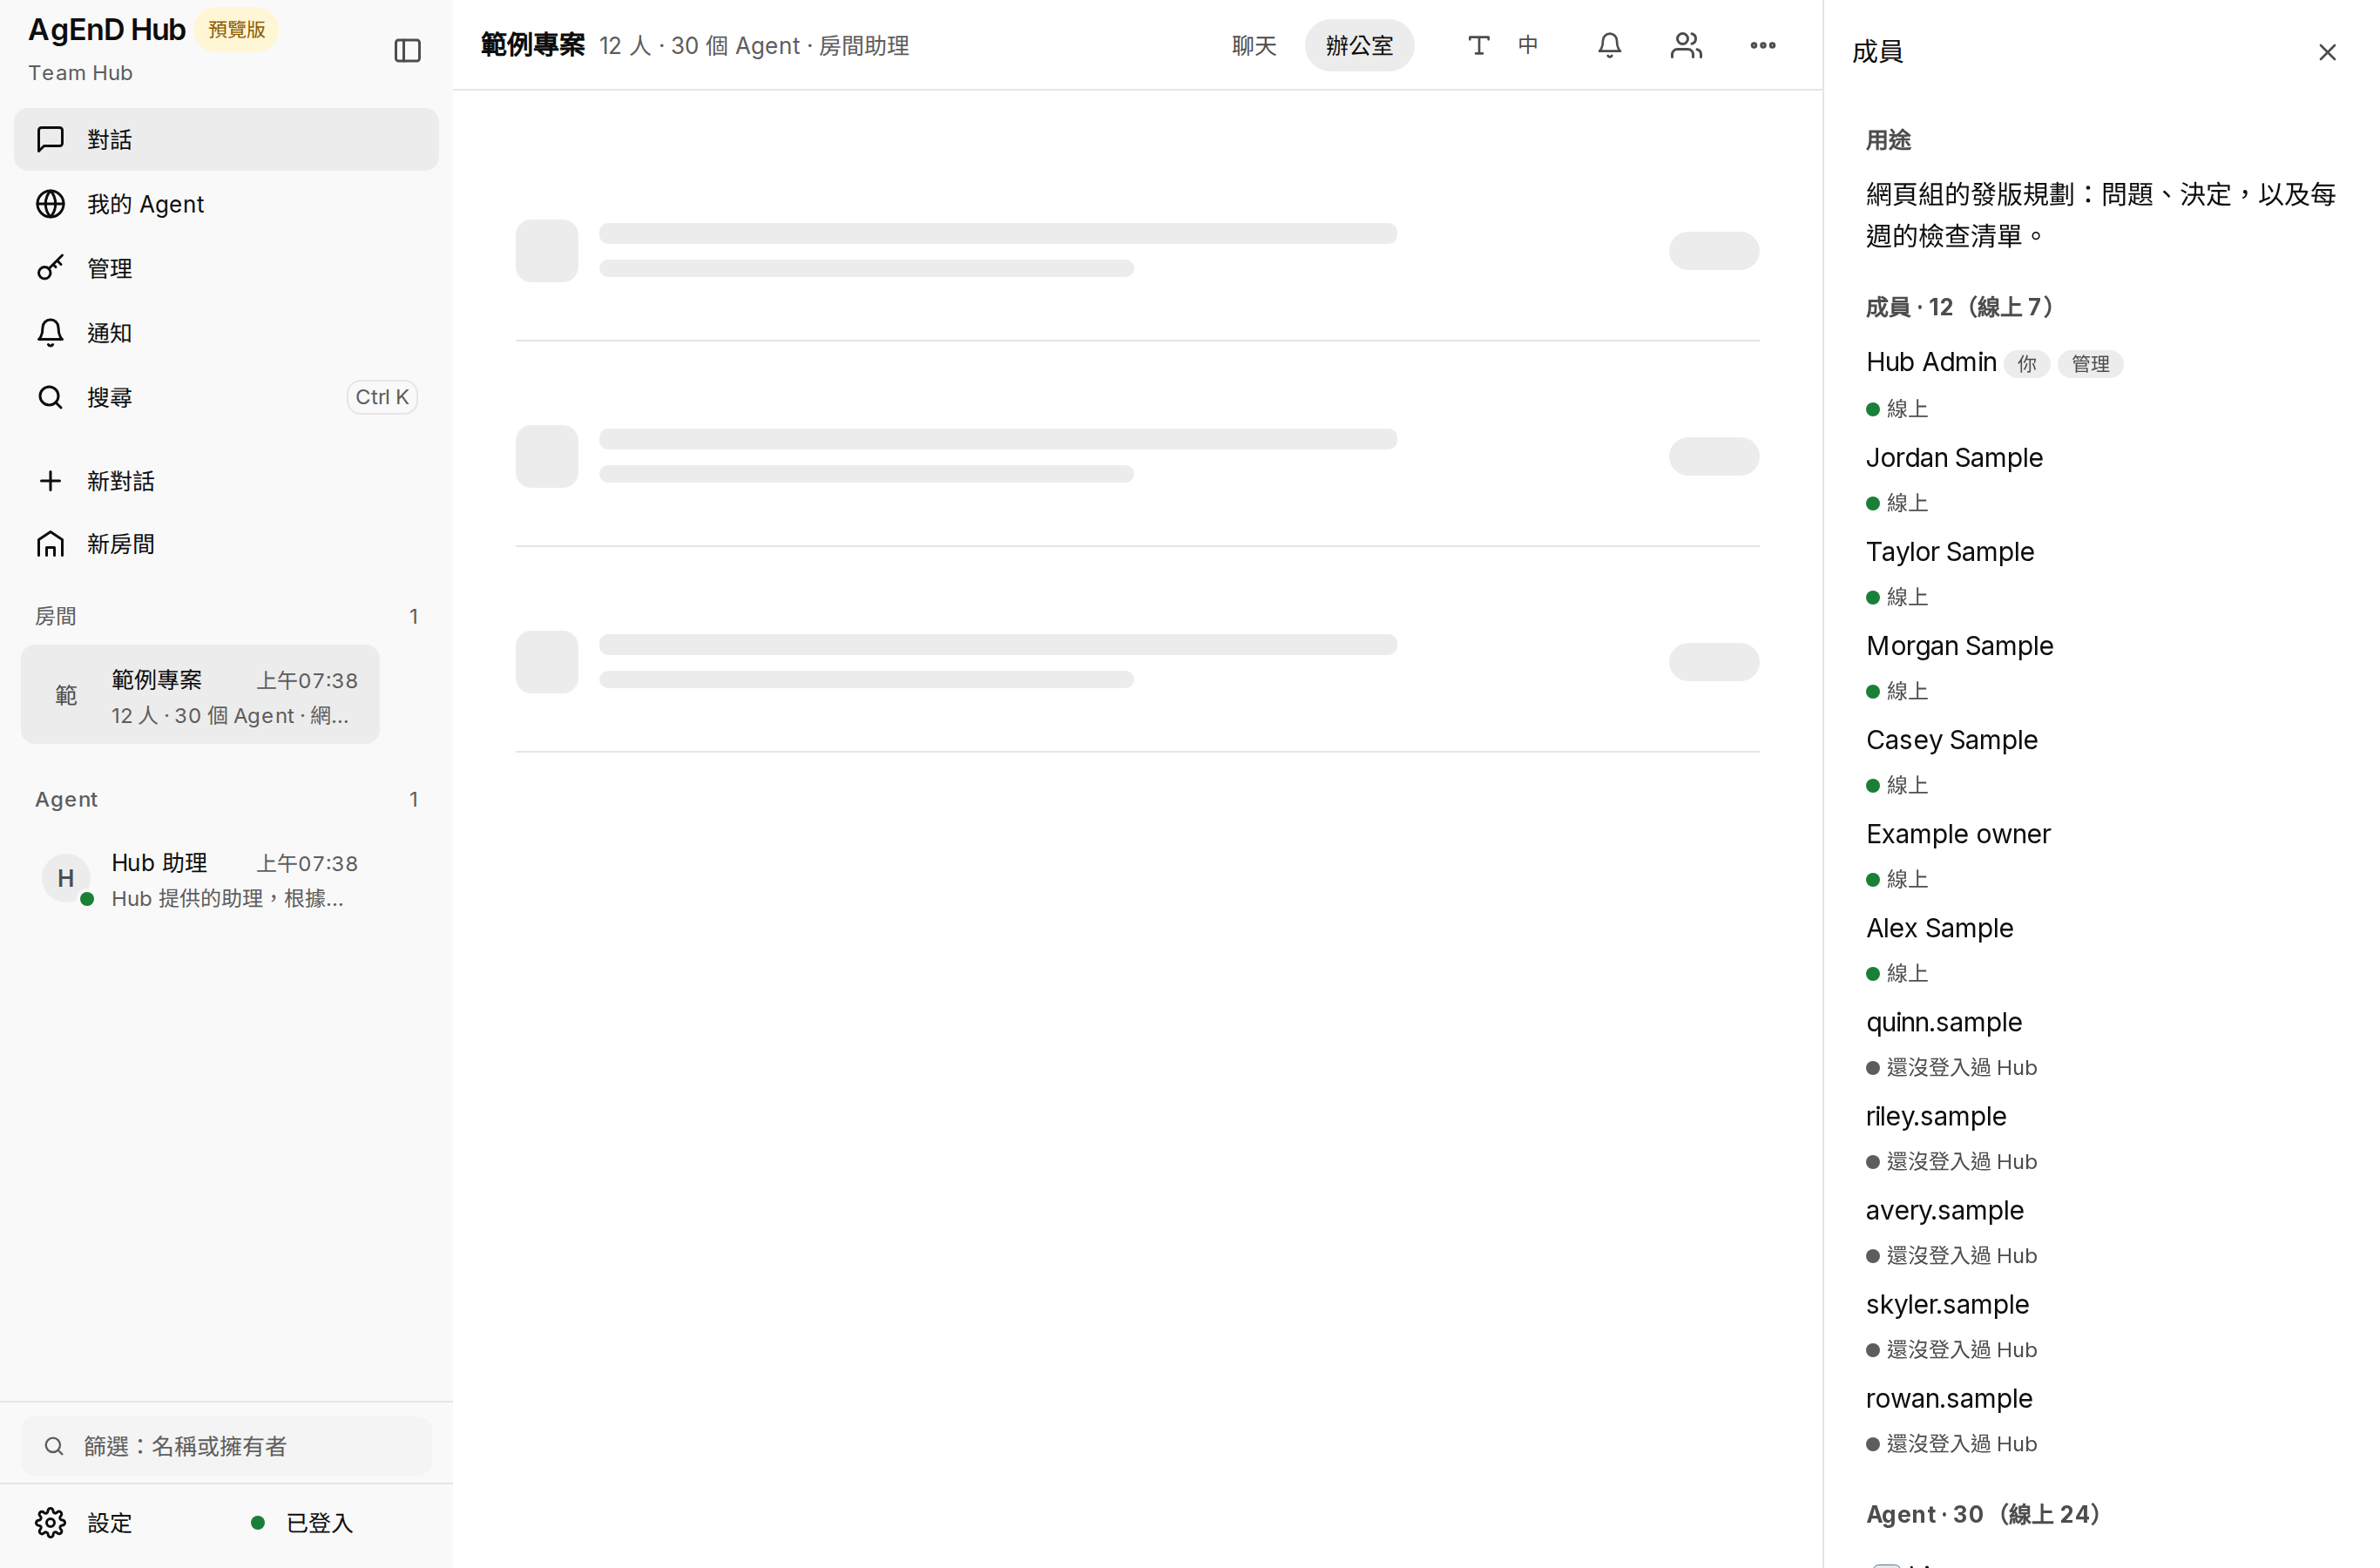 AgEnD Hub 預覽版
Team Hub
對話
我的 Agent
管理
通知
搜尋 Ctrl K
新對話
新房間
房間 1
範 範例專案 上午07:38
12 人 · 30 個 Agent · 網...
Agent 1
H Hub 助理 上午07:38
Hub 提供的助理，根據...
篩選：名稱或擁有者
設定 已登入
範例專案 12 人 · 30 個 Agent · 房間助理
聊天 辦公室 T 中
成員
用途
網頁組的發版規劃：問題、決定，以及每
週的檢查清單。
成員 · 12（線上 7）
Hub Admin 你 管理
線上
Jordan Sample
線上
Taylor Sample
線上
Morgan Sample
線上
Casey Sample
線上
Example owner
線上
Alex Sample
線上
quinn.sample
還沒登入過 Hub
riley.sample
還沒登入過 Hub
avery.sample
還沒登入過 Hub
skyler.sample
還沒登入過 Hub
rowan.sample
還沒登入過 Hub
Agent · 30（線上 24）